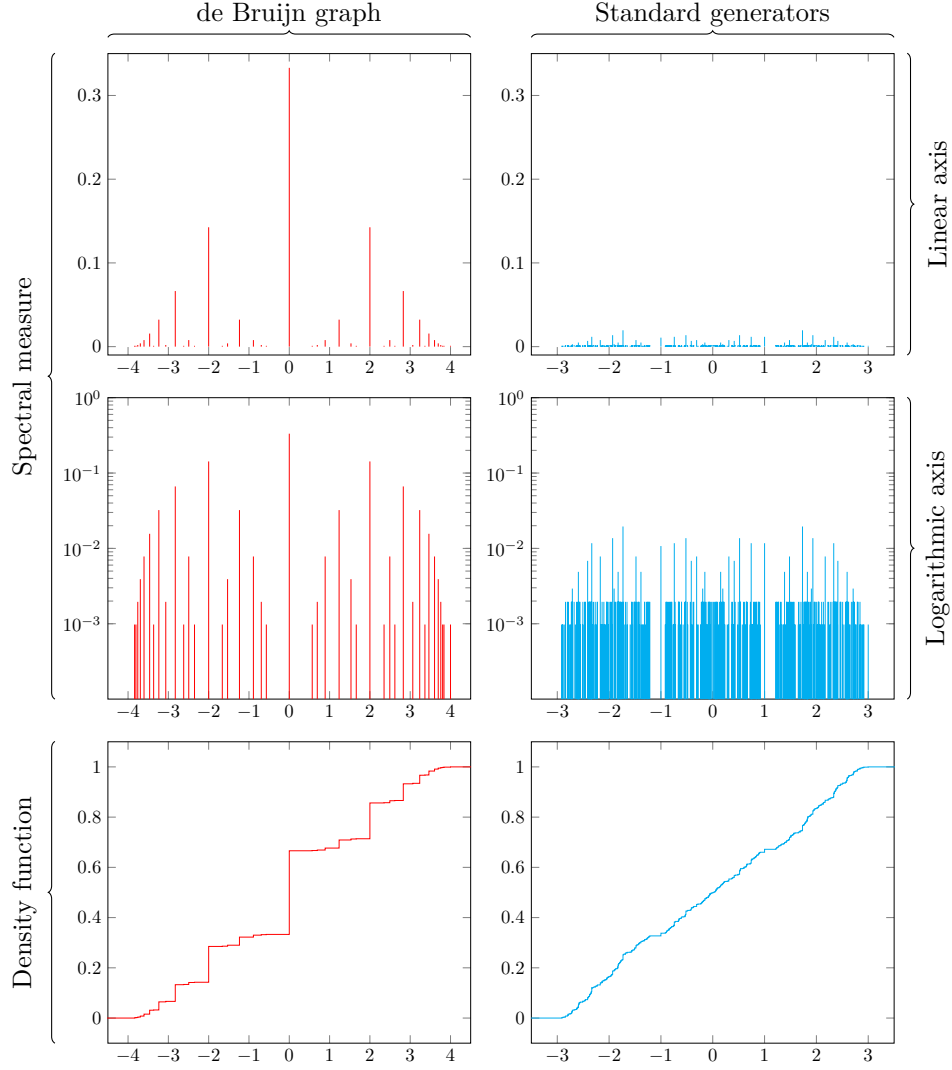 de Bruijn graph
Standard generators
Spectral measure
Linear axis
0.3
0.2
0.1
0
−4 −3 −2 −1 0 1 2 3 4
0.3
0.2
0.1
0
−3 −2 −1 0 1 2 3
Logarithmic axis
10^0
10^−1
10^−2
10^−3
−4 −3 −2 −1 0 1 2 3 4
10^0
10^−1
10^−2
10^−3
−3 −2 −1 0 1 2 3
Density function
1
0.8
0.6
0.4
0.2
0
−4 −3 −2 −1 0 1 2 3 4
1
0.8
0.6
0.4
0.2
0
−3 −2 −1 0 1 2 3